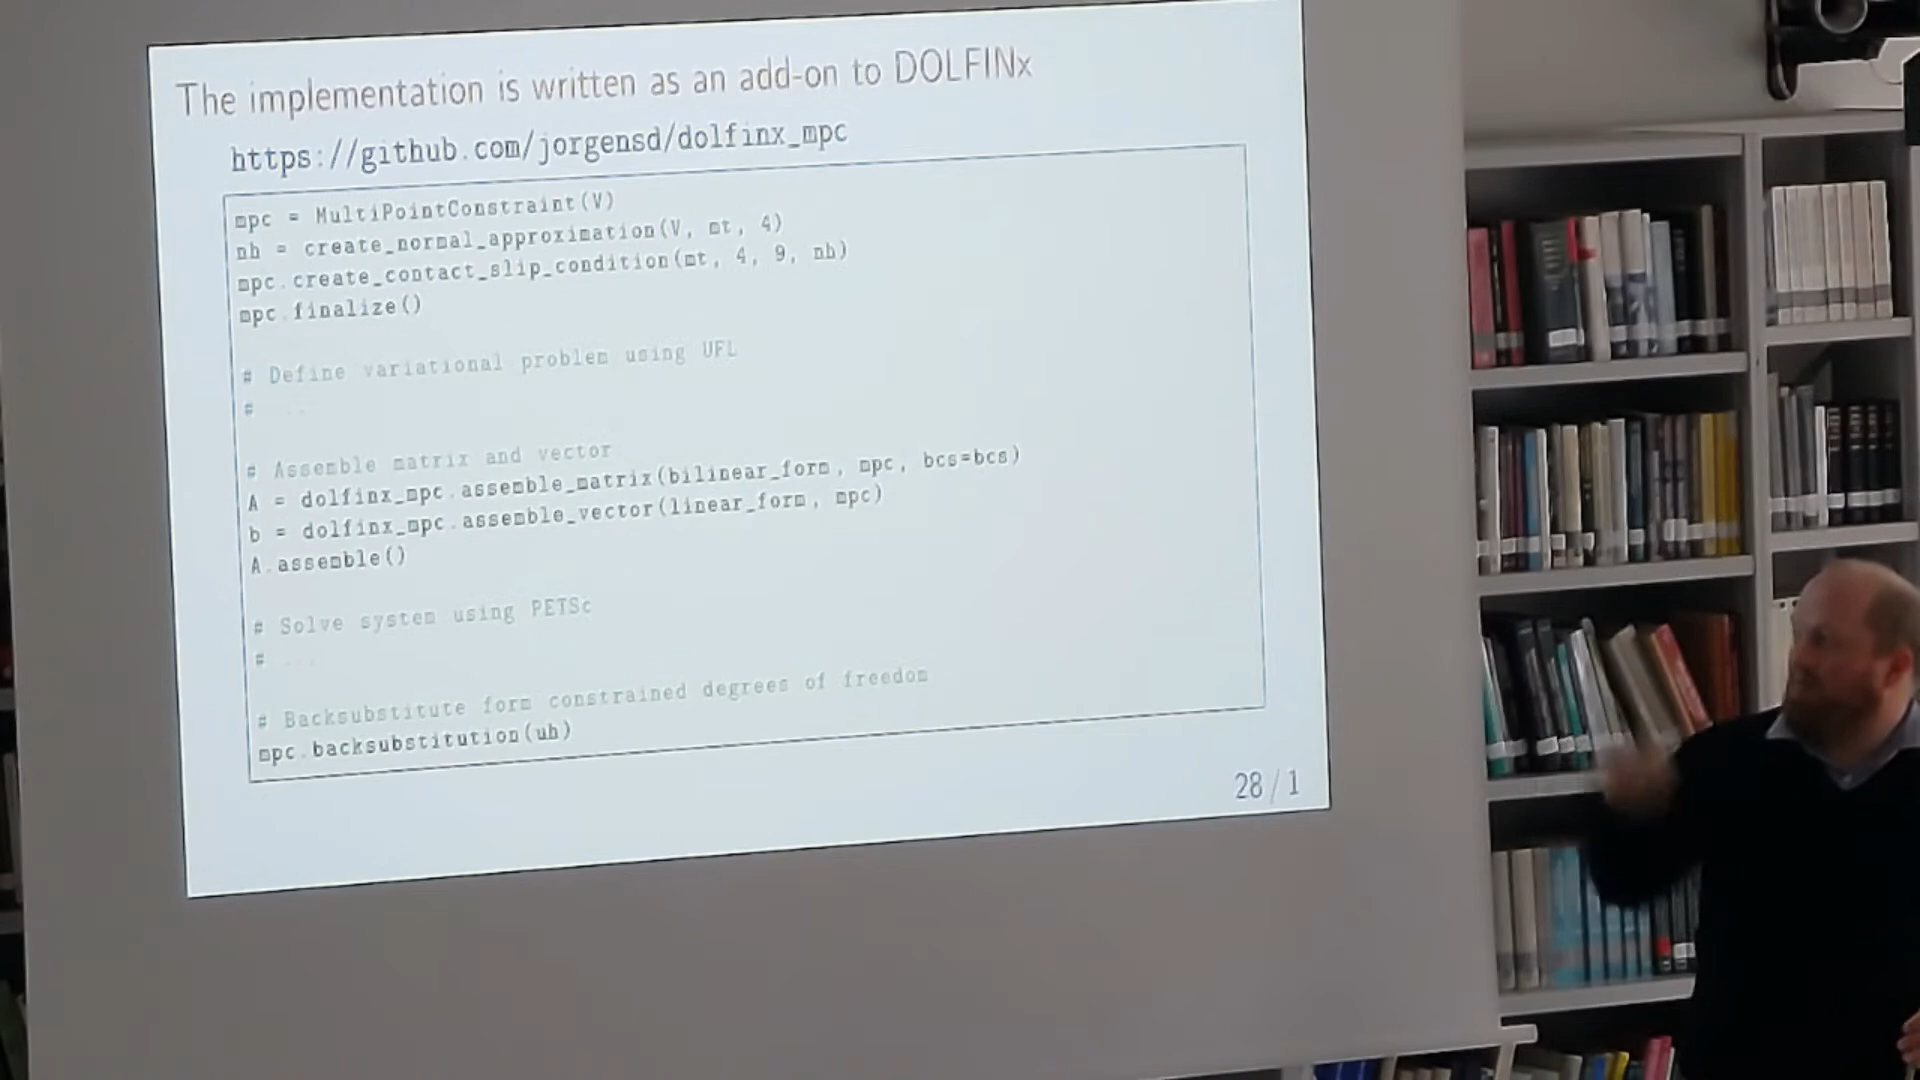 The implementation is written as an add-on to DOLFINx
https://github.com/jorgensd/dolfinx_mpc
mpc = MultiPointConstraint(V)
nh = create_normal_approximation(V, mt, 4)
mpc.create_contact_slip_condition(mt, 4, 9, nh)
mpc.finalize()
# Define variational problem using UFL
# ...
# Assemble matrix and vector
A = dolfinx_mpc.assemble_matrix(bilinear_form, mpc, bcs=bcs)
b = dolfinx_mpc.assemble_vector(linear_form, mpc)
A.assemble()
# Solve system using PETSc
# ...
# Backsubstitute form constrained degrees of freedom
mpc.backsubstitution(uh)
28 / 1